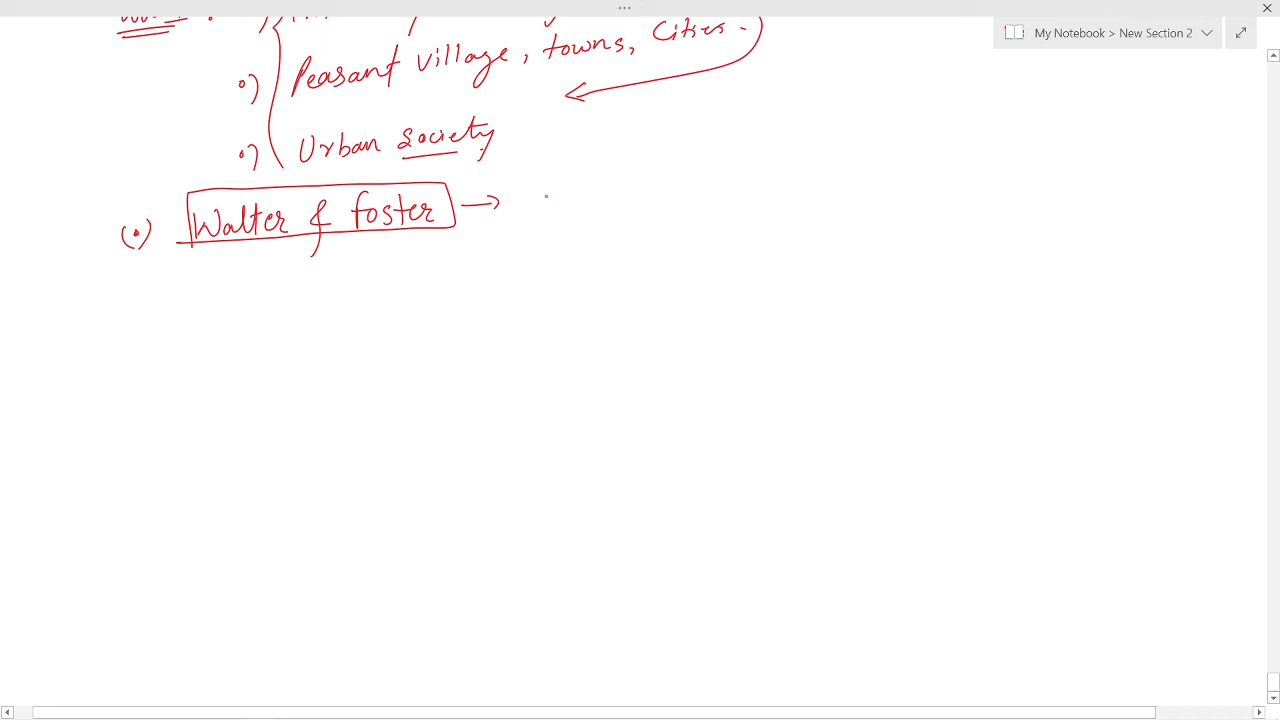 My Notebook > New Section 2
•) Peasant village, towns, Cities.
•) Urban society
(•) Walter & foster →